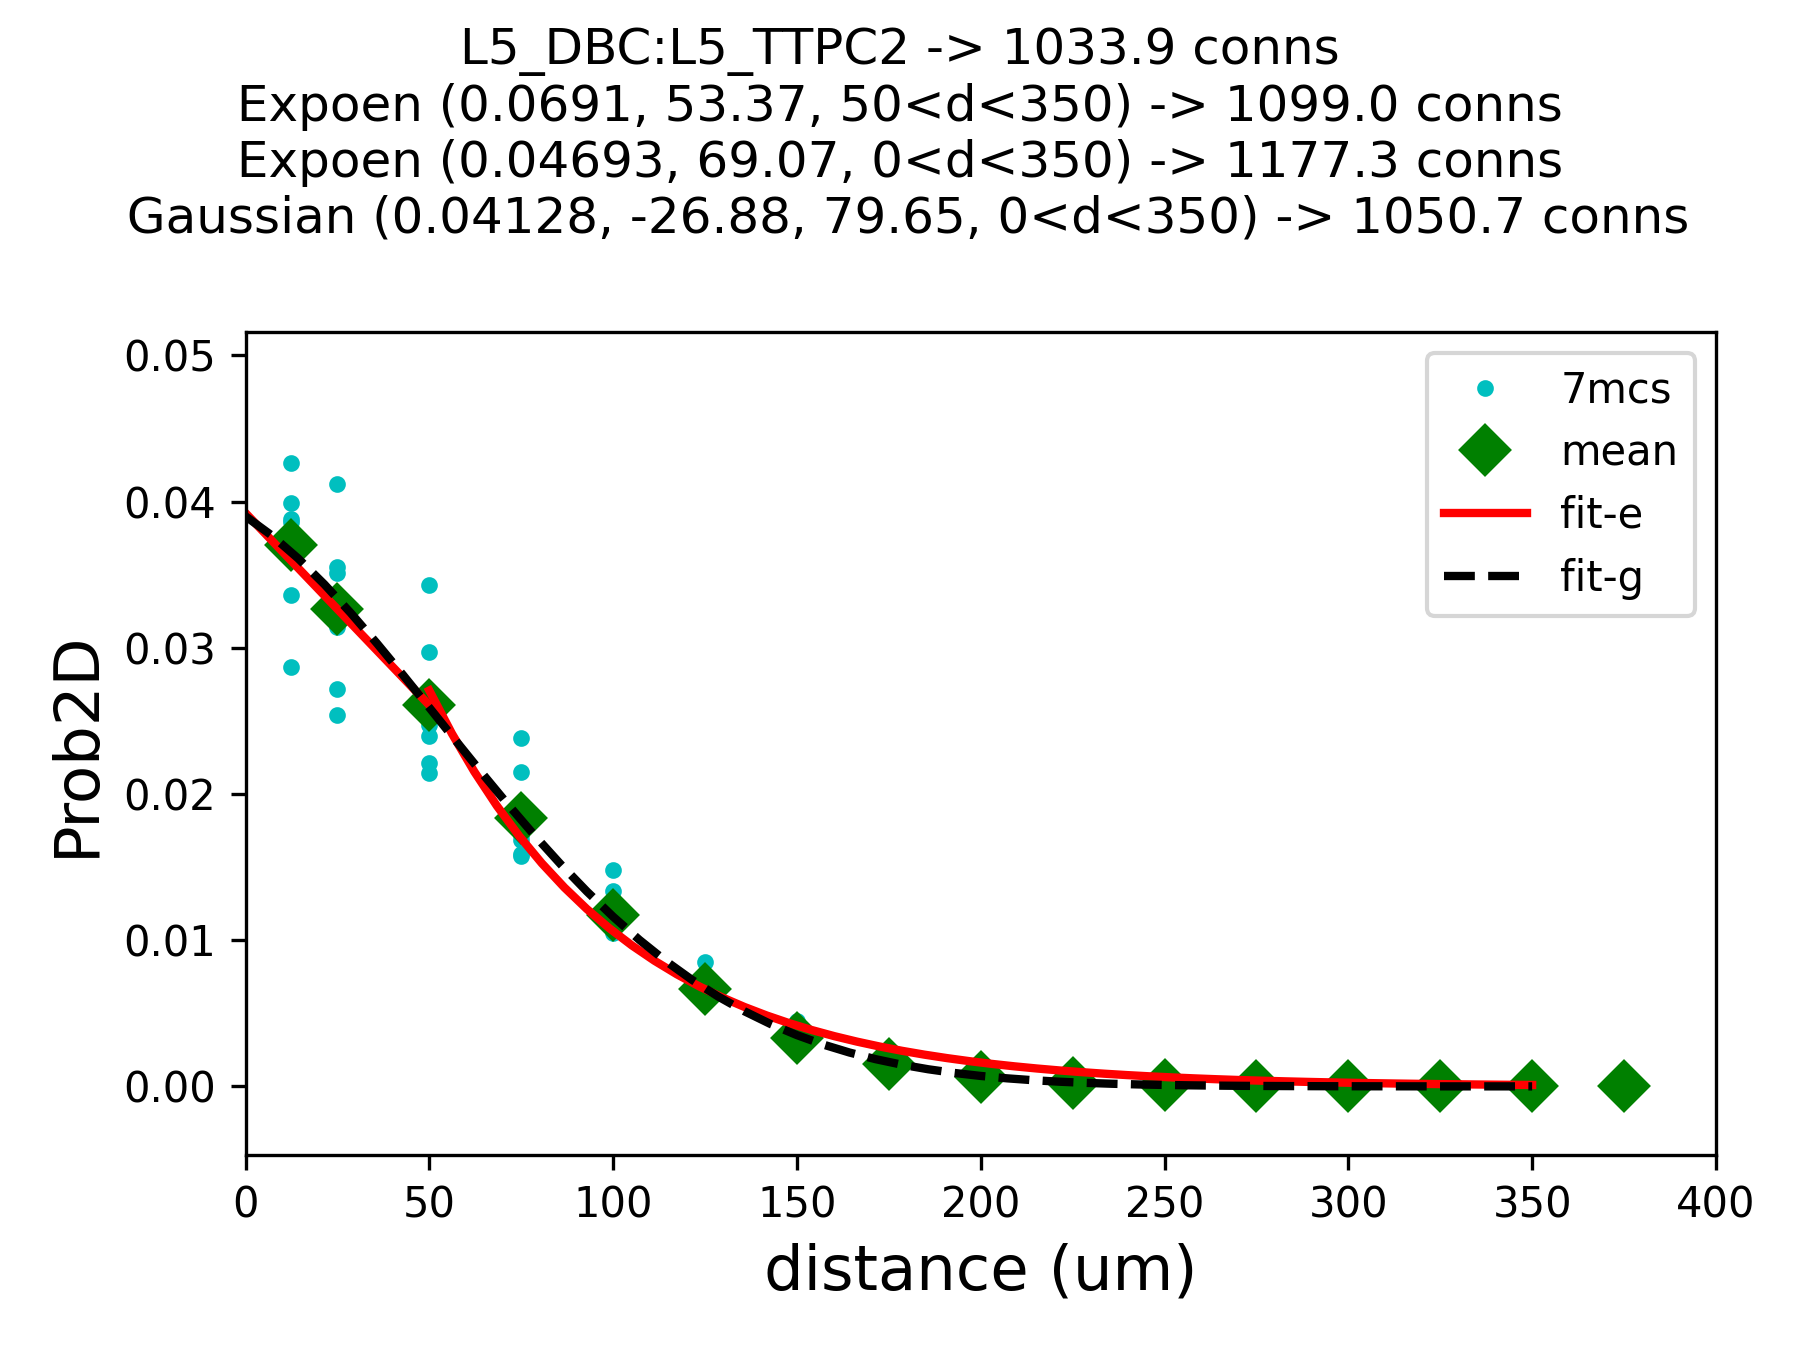 L5_DBC:L5_TTPC2 -> 1033.9 conns
Expoen (0.0691, 53.37, 50<d<350) -> 1099.0 conns
Expoen (0.04693, 69.07, 0<d<350) -> 1177.3 conns
Gaussian (0.04128, -26.88, 79.65, 0<d<350) -> 1050.7 conns
7mcs
mean
fit-e
fit-g
Prob2D
0.05
0.04
0.03
0.02
0.01
0.00
0 50 100 150 200 250 300 350 400
distance (um)